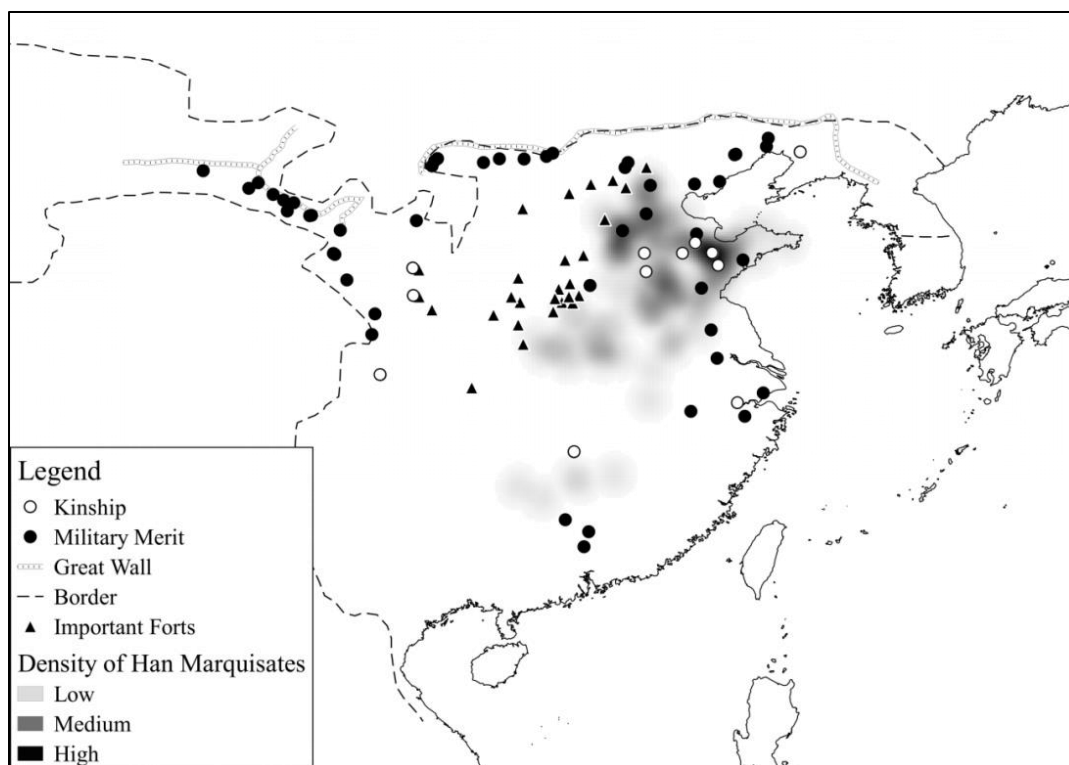 Legend
Kinship
Military Merit
Great Wall
Border
Important Forts
Density of Han Marquisates
Low
Medium
High